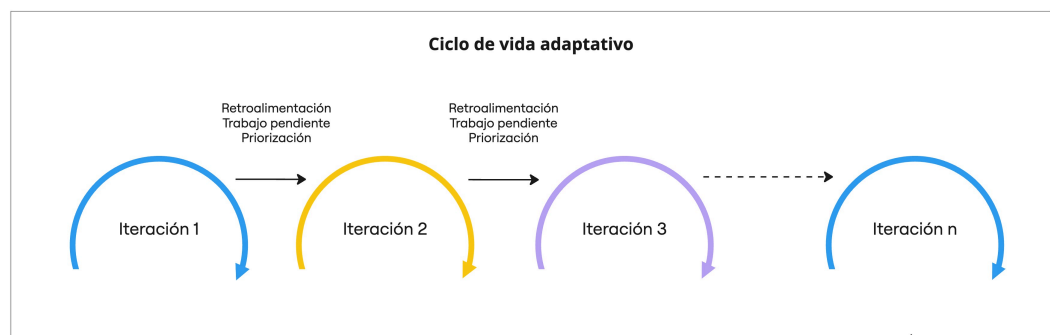 Ciclo de vida adaptativo
Retroalimentación
Trabajo pendiente
Priorización
Retroalimentación
Trabajo pendiente
Priorización
Iteración 1
Iteración 2
Iteración 3
Iteración n